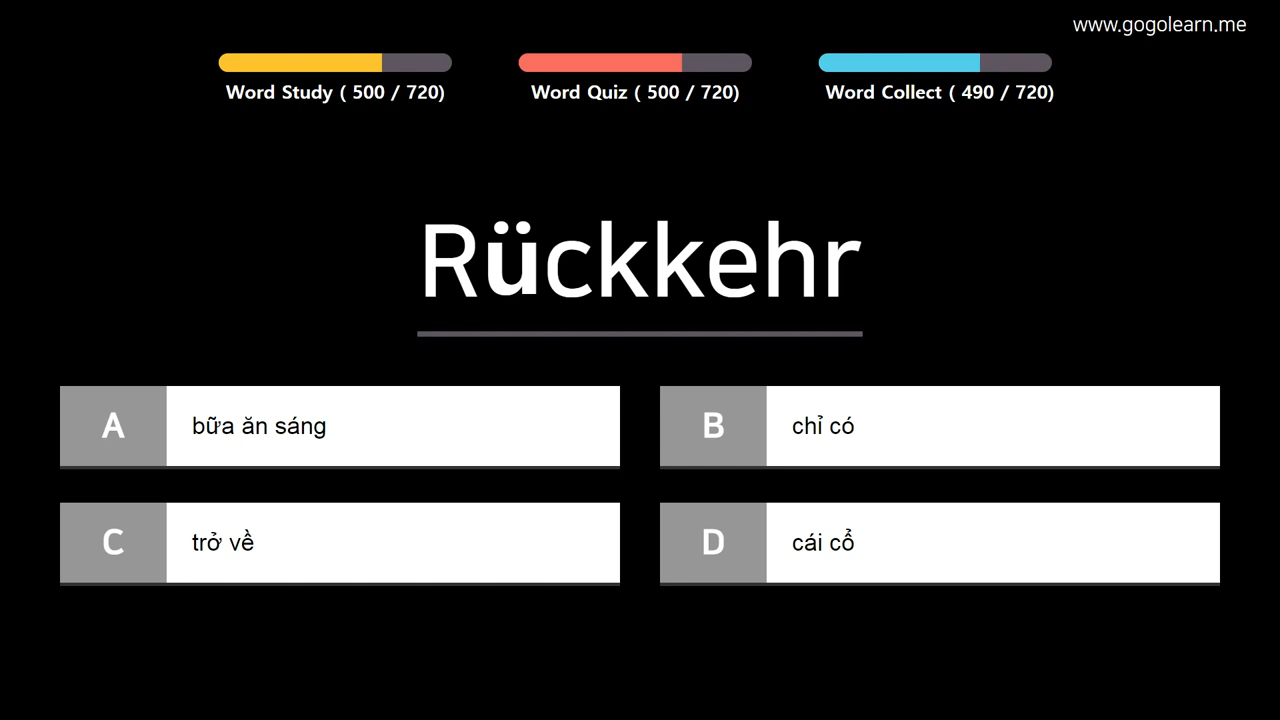 www.gogolearn.me
Word Study ( 500 / 720)
Word Quiz ( 500 / 720)
Word Collect ( 490 / 720)
Rückkehr
A bữa ăn sáng
B chỉ có
C trở về
D cái cổ